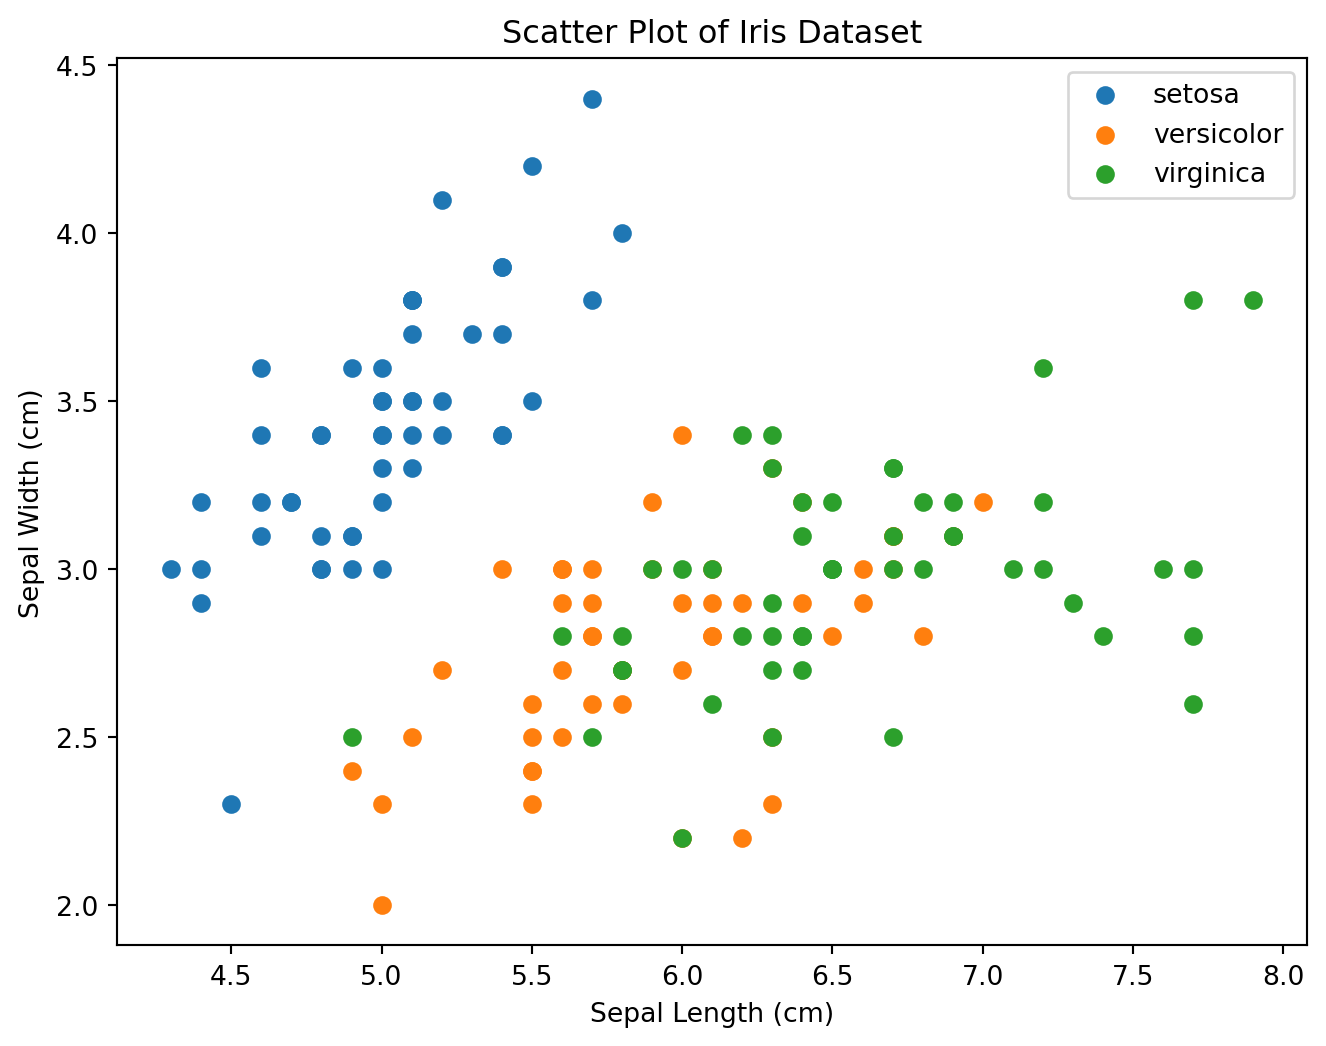 Scatter Plot of Iris Dataset
setosa
versicolor
virginica
Sepal Width (cm)
4.5
4.0
3.5
3.0
2.5
2.0
4.5 5.0 5.5 6.0 6.5 7.0 7.5 8.0
Sepal Length (cm)